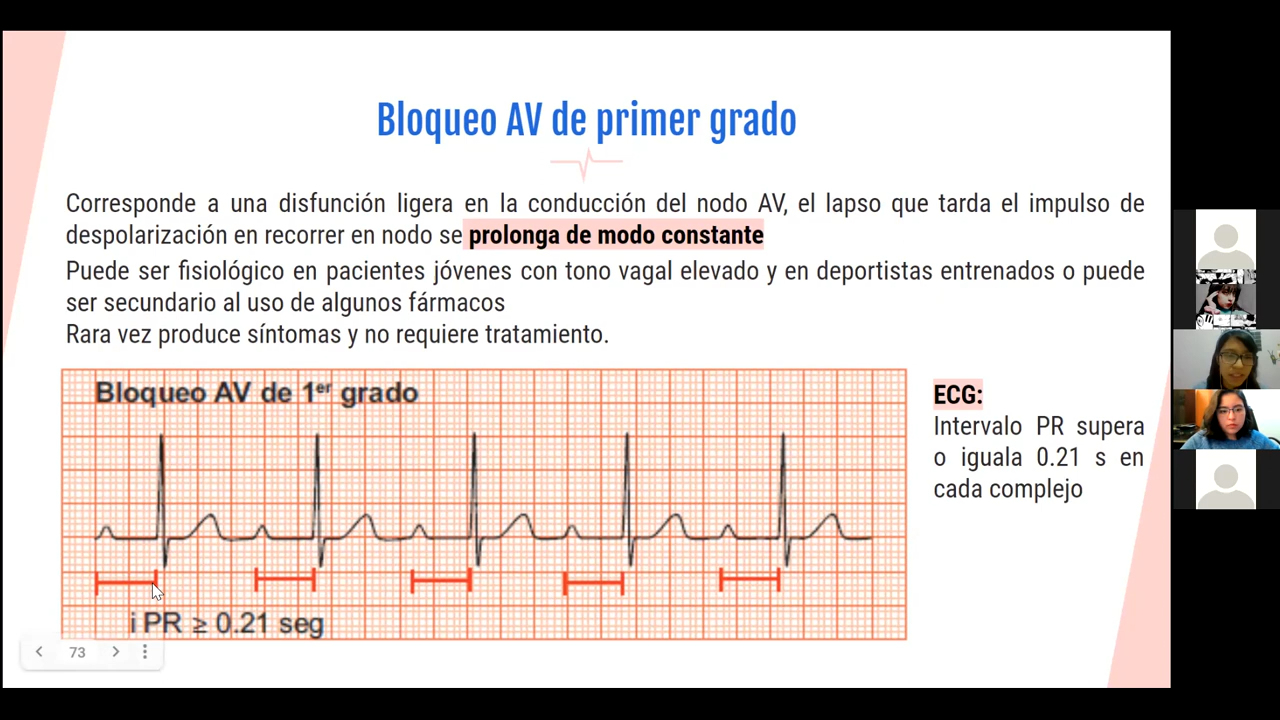 Bloqueo AV de primer grado
Corresponde a una disfunción ligera en la conducción del nodo AV, el lapso que tarda el impulso de
despolarización en recorrer en nodo se prolonga de modo constante
Puede ser fisiológico en pacientes jóvenes con tono vagal elevado y en deportistas entrenados o puede
ser secundario al uso de algunos fármacos
Rara vez produce síntomas y no requiere tratamiento.
Bloqueo AV de 1er grado
i PR ≥ 0.21 seg
ECG:
Intervalo PR supera
o iguala 0.21 s en
cada complejo
73